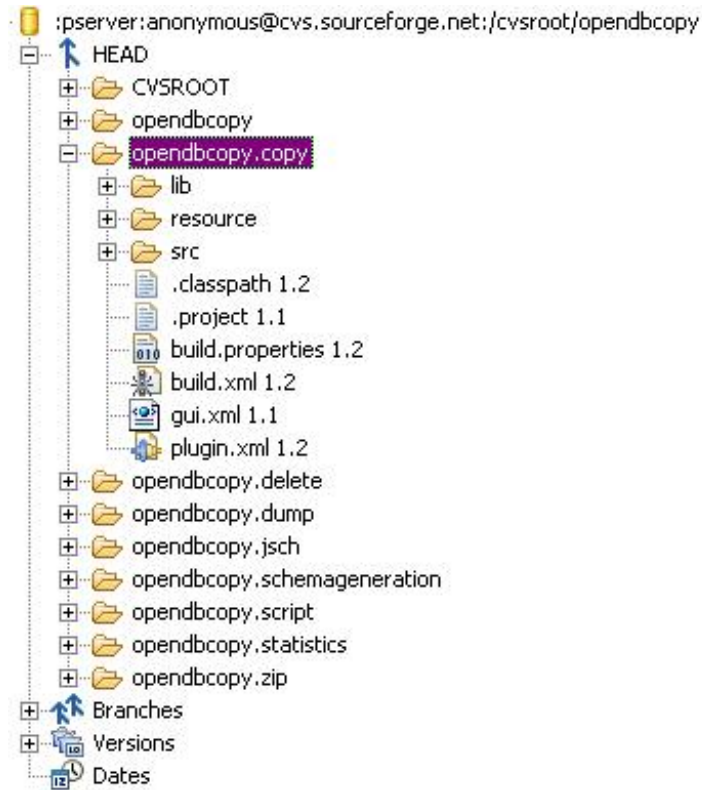 :pserver:anonymous@cvs.sourceforge.net:/cvsroot/opendbcopy
HEAD
CVSROOT
opendbcopy
opendbcopy.copy
lib
resource
src
.classpath 1.2
.project 1.1
build.properties 1.2
build.xml 1.2
gui.xml 1.1
plugin.xml 1.2
opendbcopy.delete
opendbcopy.dump
opendbcopy.jsch
opendbcopy.schemageneration
opendbcopy.script
opendbcopy.statistics
opendbcopy.zip
Branches
Versions
Dates